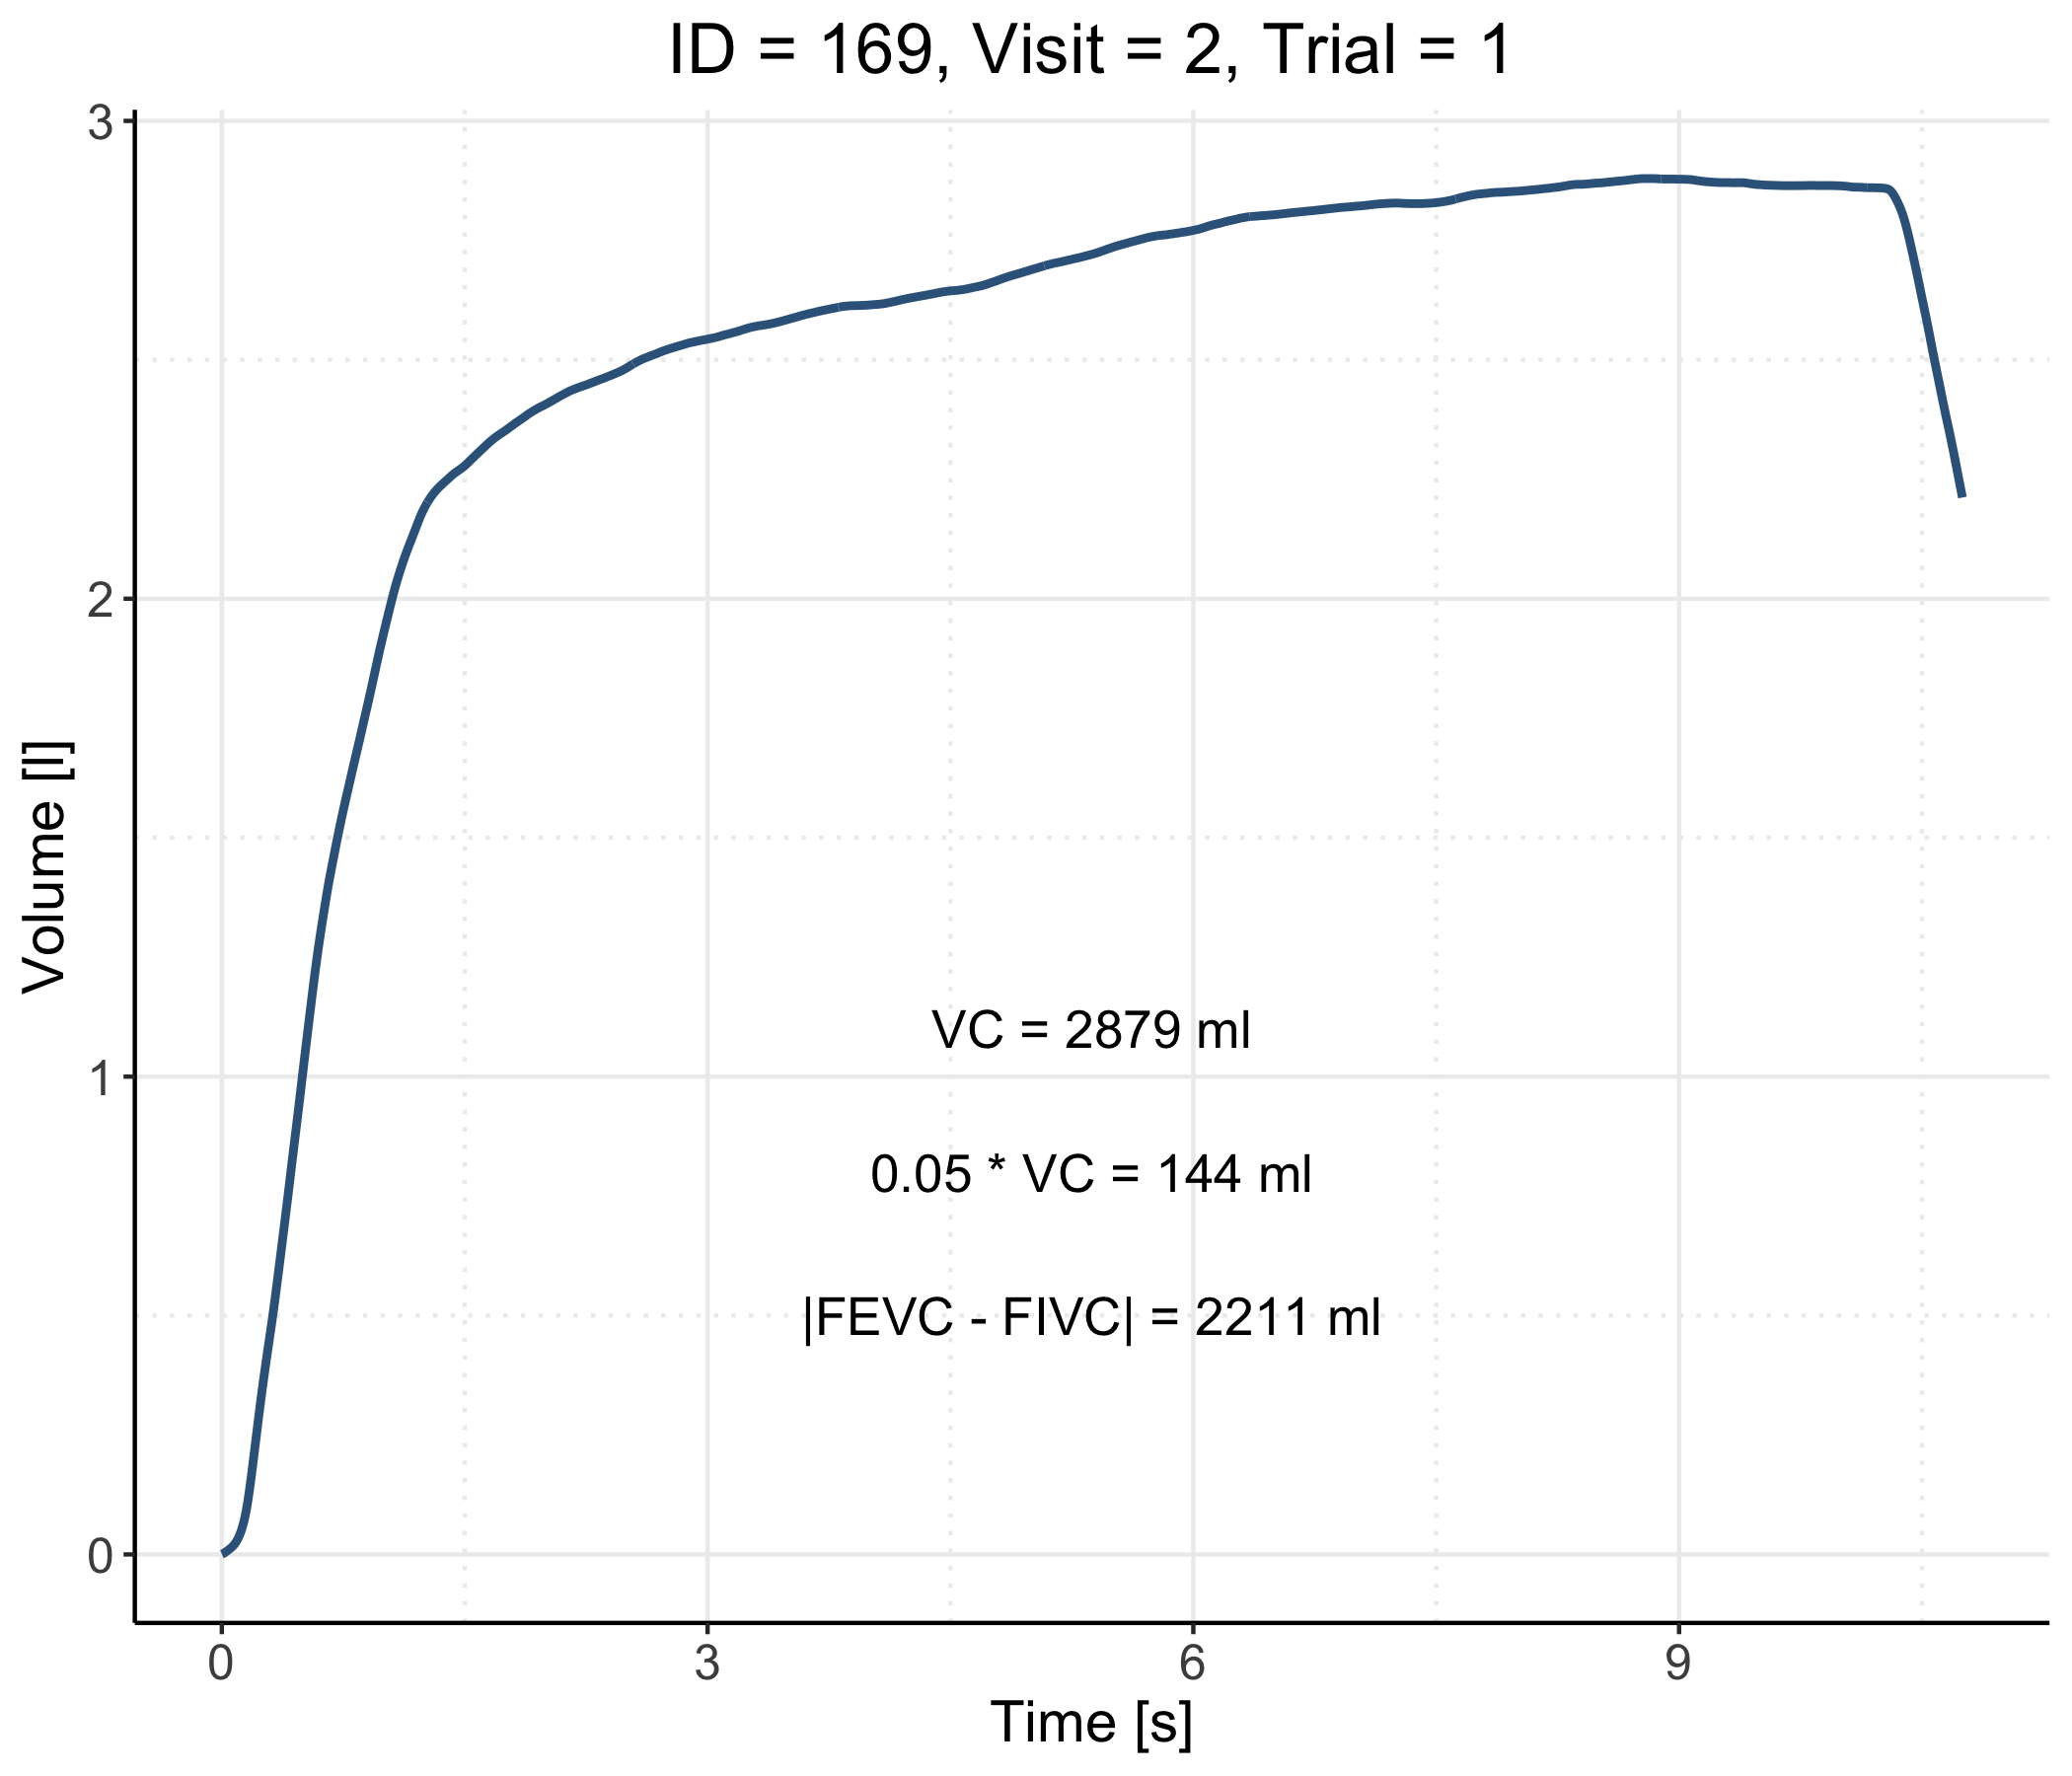 ID = 169, Visit = 2, Trial = 1
3
2
1
0
Volume [l]
VC = 2879 ml
0.05 * VC = 144 ml
|FEVC - FIVC| = 2211 ml
0 3 6 9
Time [s]